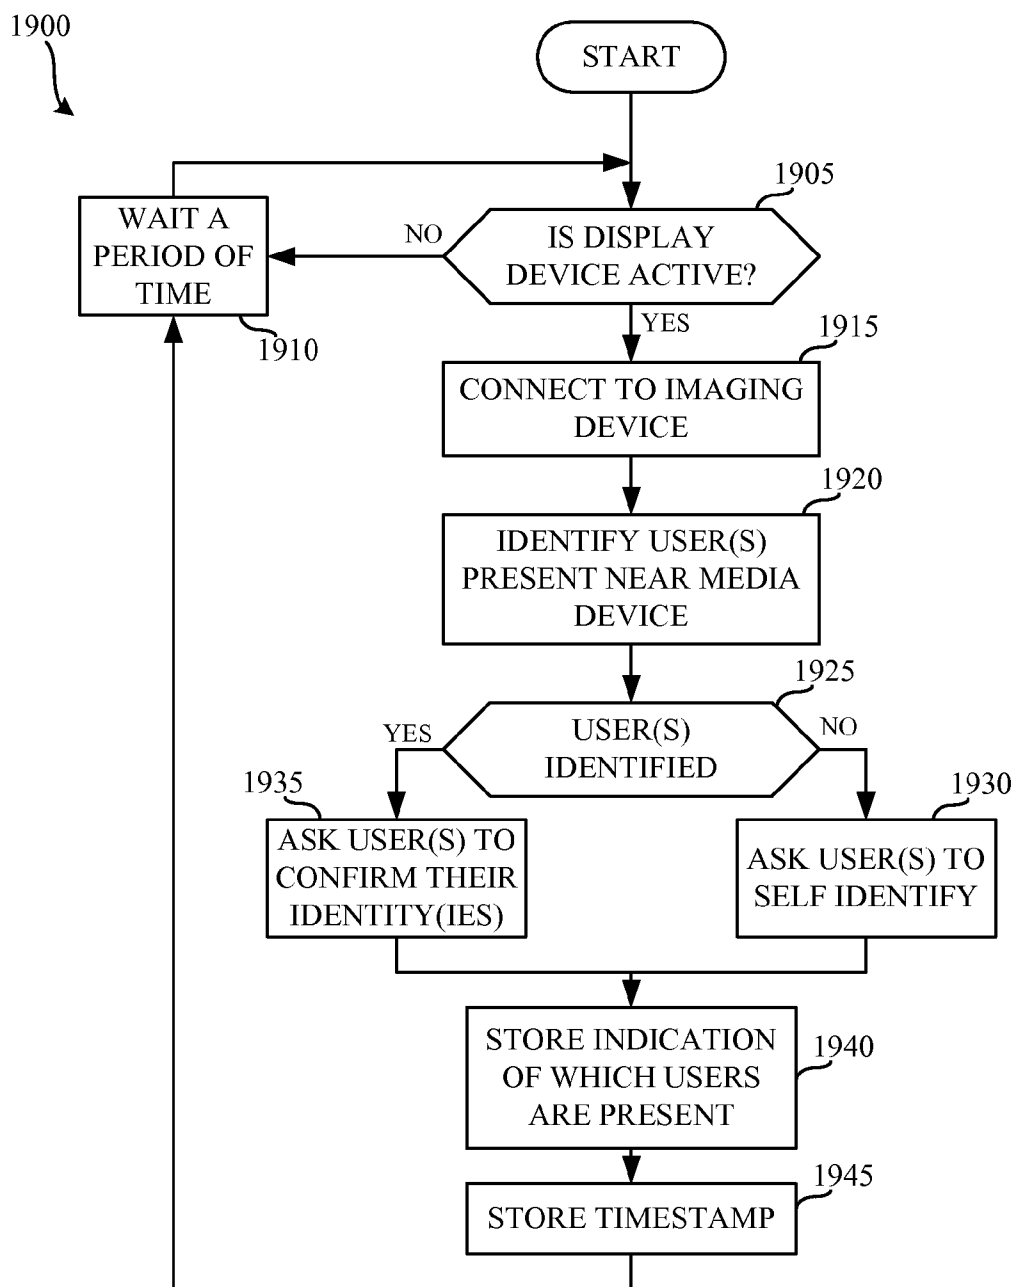 1900
START
1905
WAIT A
PERIOD OF
TIME
NO
IS DISPLAY
DEVICE ACTIVE?
1910
YES
1915
CONNECT TO IMAGING
DEVICE
1920
IDENTIFY USER(S)
PRESENT NEAR MEDIA
DEVICE
1925
YES
USER(S)
IDENTIFIED
NO
1935
ASK USER(S) TO
CONFIRM THEIR
IDENTITY(IES)
1930
ASK USER(S) TO
SELF IDENTIFY
STORE INDICATION
OF WHICH USERS
ARE PRESENT
1940
1945
STORE TIMESTAMP